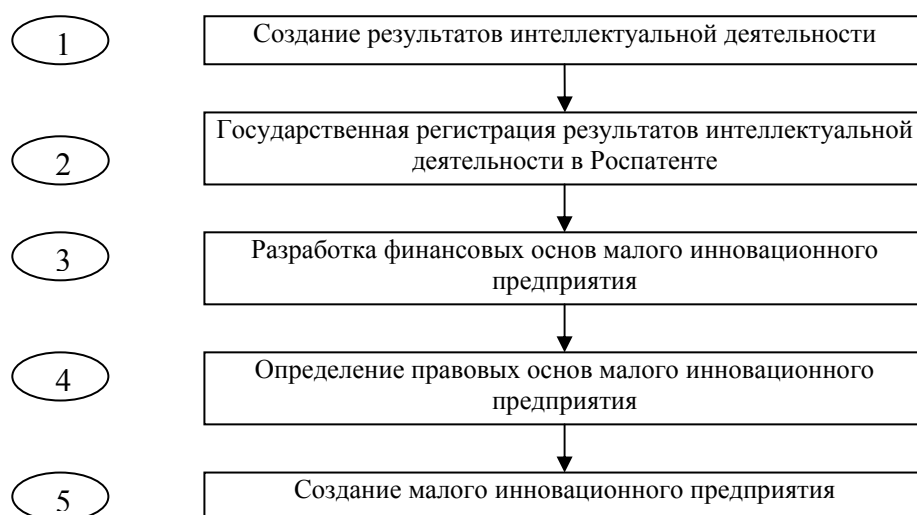 1
Создание результатов интеллектуальной деятельности
2
Государственная регистрация результатов интеллектуальной
деятельности в Роспатенте
3
Разработка финансовых основ малого инновационного
предприятия
4
Определение правовых основ малого инновационного
предприятия
5
Создание малого инновационного предприятия